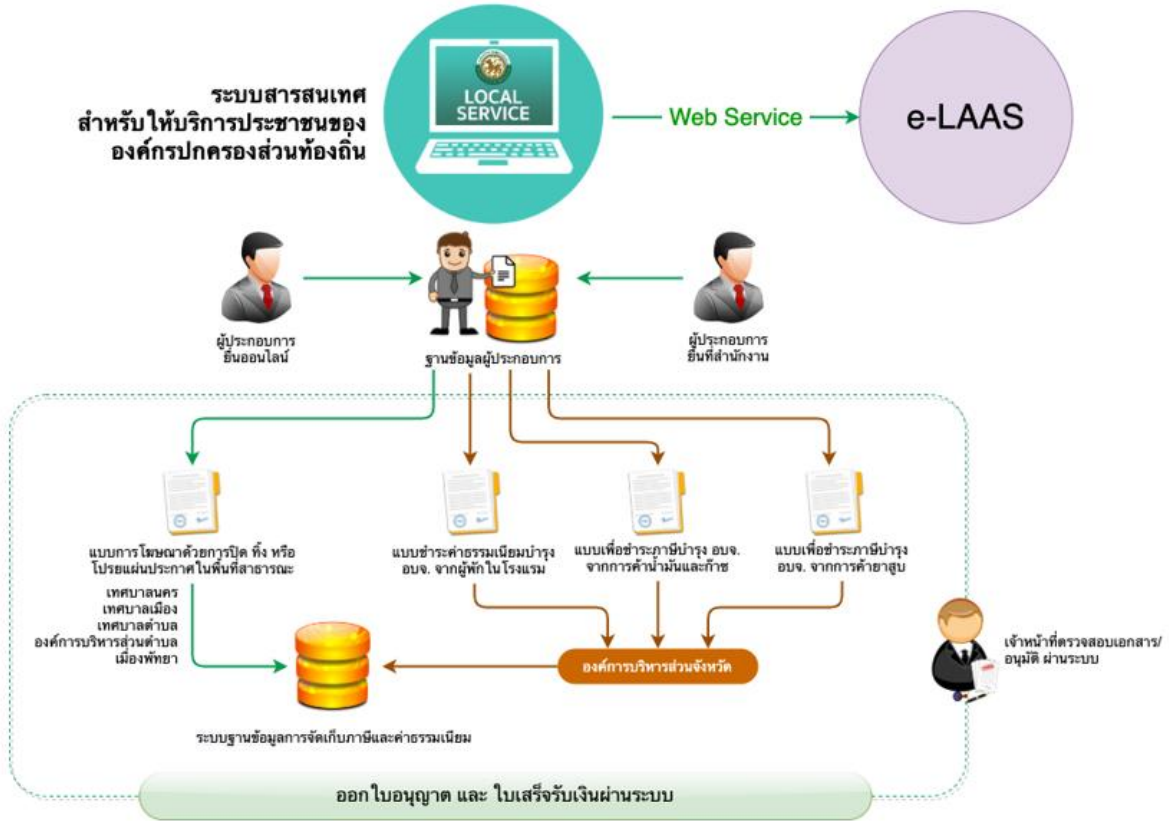 ระบบสารสนเทศ
สำหรับให้บริการประชาชนของ
องค์กรปกครองส่วนท้องถิ่น
LOCAL
SERVICE
Web Service
e-LAAS
ผู้ประกอบการ
ยื่นออนไลน์
ฐานข้อมูลผู้ประกอบการ
ผู้ประกอบการ
ยื่นที่สำนักงาน
แบบการโฆษณาด้วยการปิด ทิ้ง หรือ
โปรยแผ่นประกาศในพื้นที่สาธารณะ
เทศบาลนคร
เทศบาลเมือง
เทศบาลตำบล
องค์การบริหารส่วนตำบล
เมืองพัทยา
แบบชำระค่าธรรมเนียมบำรุง
อบจ. จากผู้พักในโรงแรม
แบบเพื่อชำระภาษีบำรุง อบจ.
จากการค้าน้ำมันและก๊าซ
แบบเพื่อชำระภาษีบำรุง
อบจ. จากการค้ายาสูบ
องค์การบริหารส่วนจังหวัด
เจ้าหน้าที่ตรวจสอบเอกสาร/
อนุมัติ ผ่านระบบ
ระบบฐานข้อมูลการจัดเก็บภาษีและค่าธรรมเนียม
ออกใบอนุญาต และ ใบเสร็จรับเงินผ่านระบบ